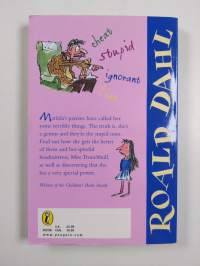 cheat
stupid
ignorant
liar
Matilda's parents have called her
some terrible things. The truth is, she's
a genius and they're the stupid ones.
Find out how she gets the better
of them and her spiteful
headmistress, Miss Trunchbull,
as well as discovering that she
has a very special power.
Winner of the Children's Book Award
ROALD DAHL